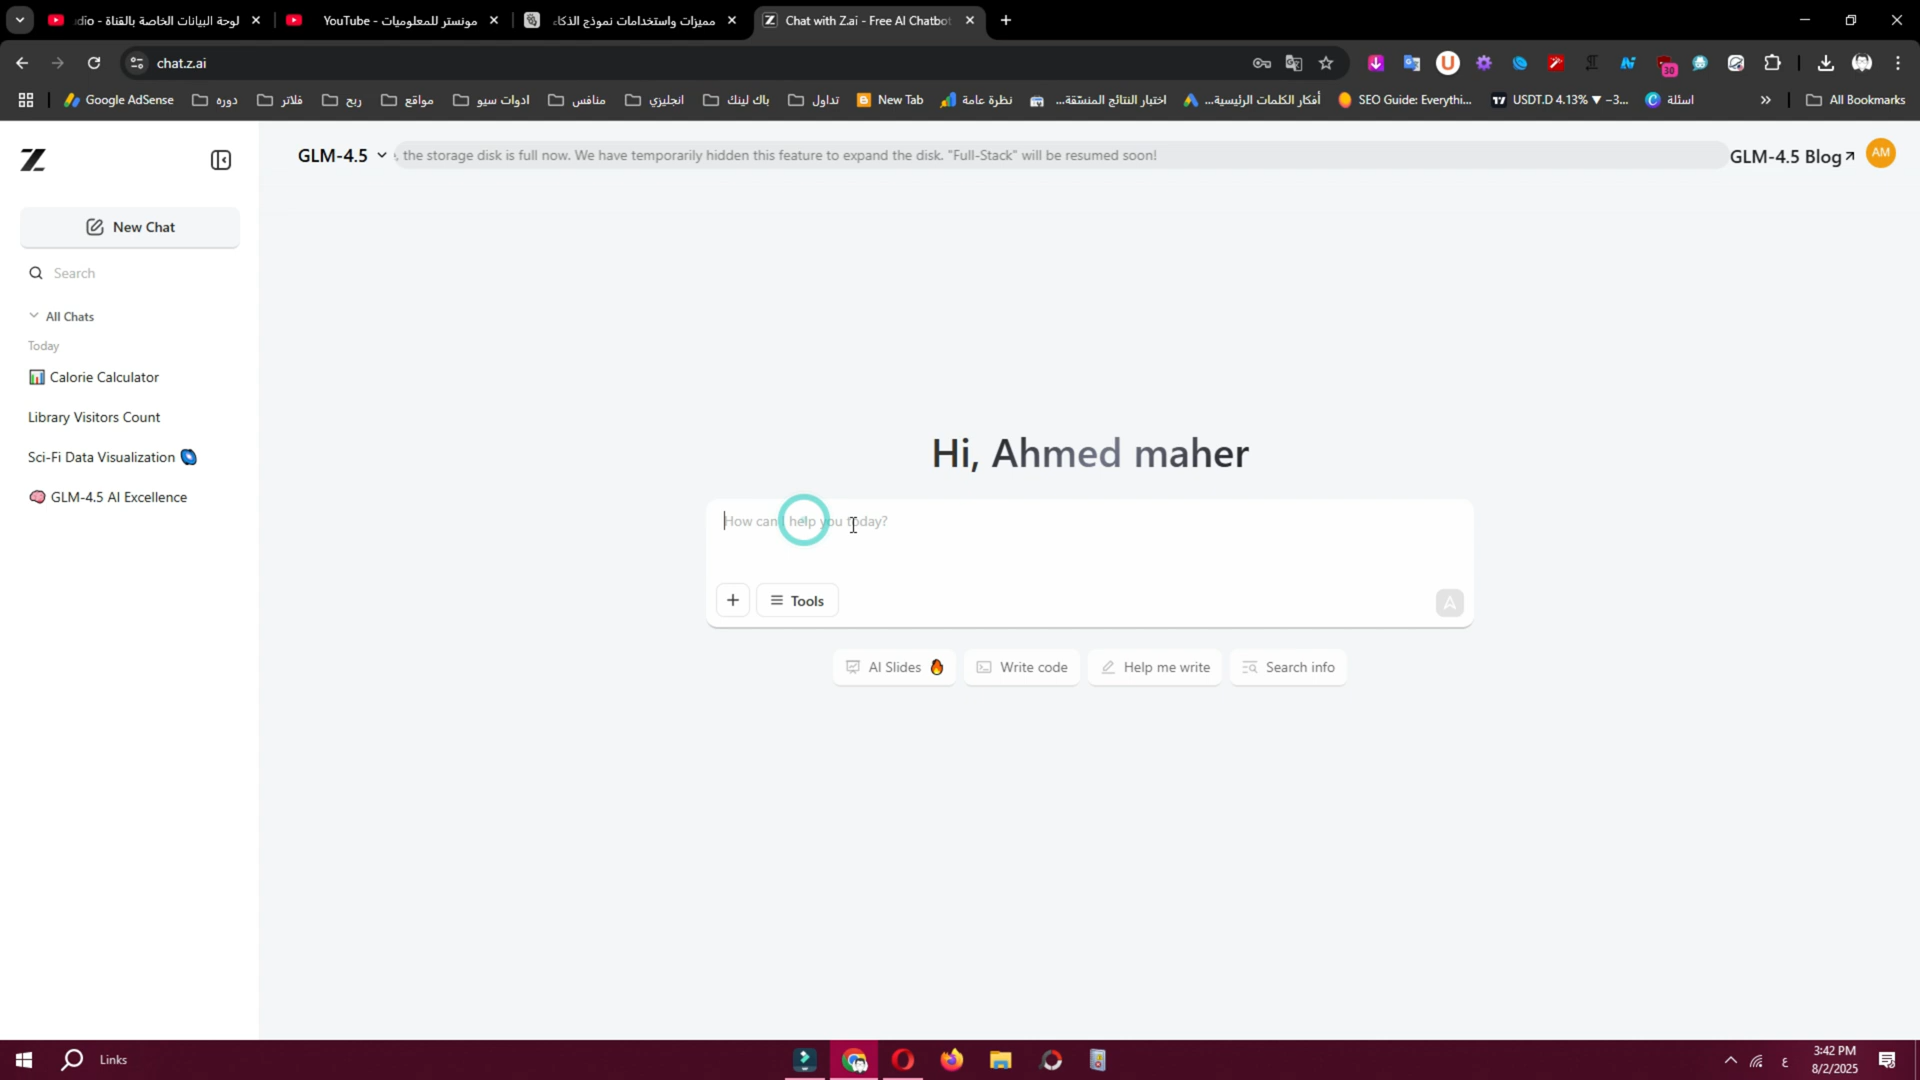 لوحة البيانات الخاصة بالقناة - dio
مونستر للمعلوميات - YouTube
مميزات واستخدامات نموذج الذكاء
Chat with Z.ai - Free AI Chatbot
chat.z.ai
30
Google AdSense
دوره
فلاتر
ربح
مواقع
ادوات سيو
منافس
انجليزي
باك لينك
تداول
New Tab
نظرة عامة
اختبار النتائج المنسّقة...
أفكار الكلمات الرئيسية...
SEO Guide: Everythi...
USDT.D 4.13% ▼ −3...
اسئلة
All Bookmarks
GLM-4.5
, the storage disk is full now. We have temporarily hidden this feature to expand the disk. "Full-Stack" will be resumed soon!
GLM-4.5 Blog
AM
New Chat
Search
All Chats
Today
Calorie Calculator
Library Visitors Count
Sci-Fi Data Visualization
GLM-4.5 AI Excellence
Hi, Ahmed maher
How can I help you today?
Tools
AI Slides
Write code
Help me write
Search info
Links
ع
3:42 PM
8/2/2025